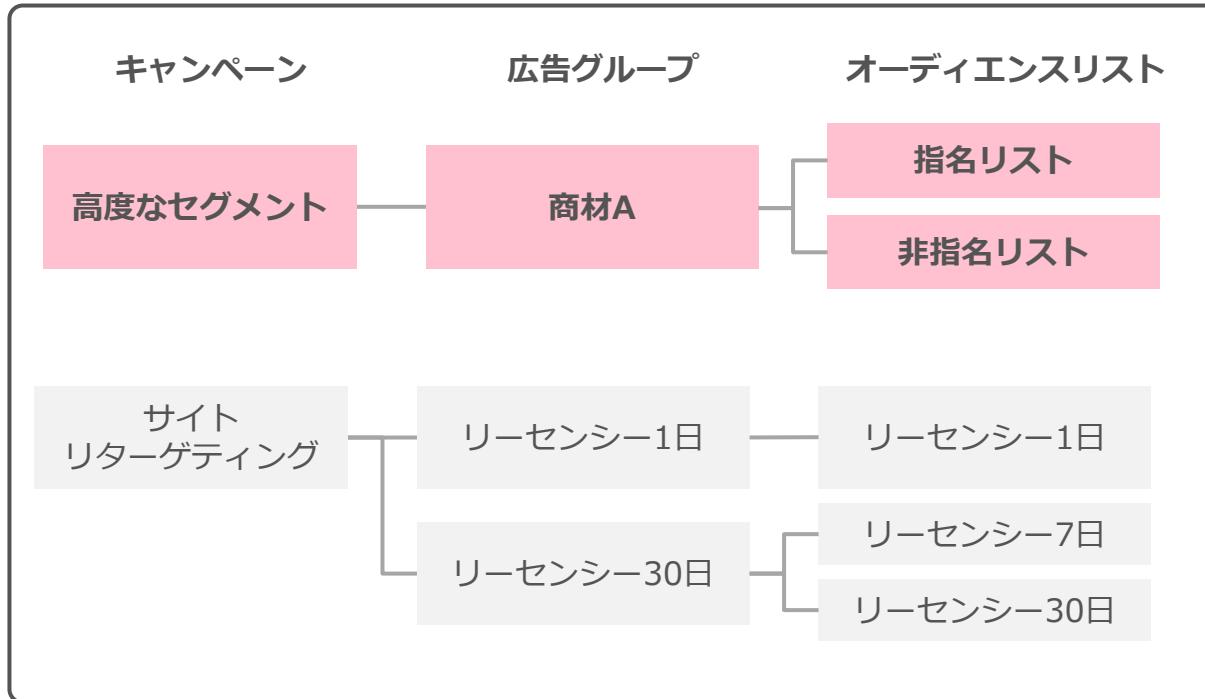 キャンペーン
広告グループ
オーディエンスリスト
高度なセグメント
商材A
指名リスト
非指名リスト
サイト
リターゲティング
リーセンシー1日
リーセンシー1日
リーセンシー30日
リーセンシー7日
リーセンシー30日